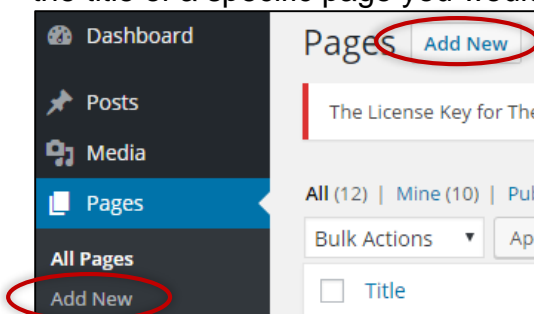 Dashboard
Posts
Media
Pages
All Pages
Add New
Pages Add New
The License Key for The
All (12) | Mine (10) |
Bulk Actions
Title